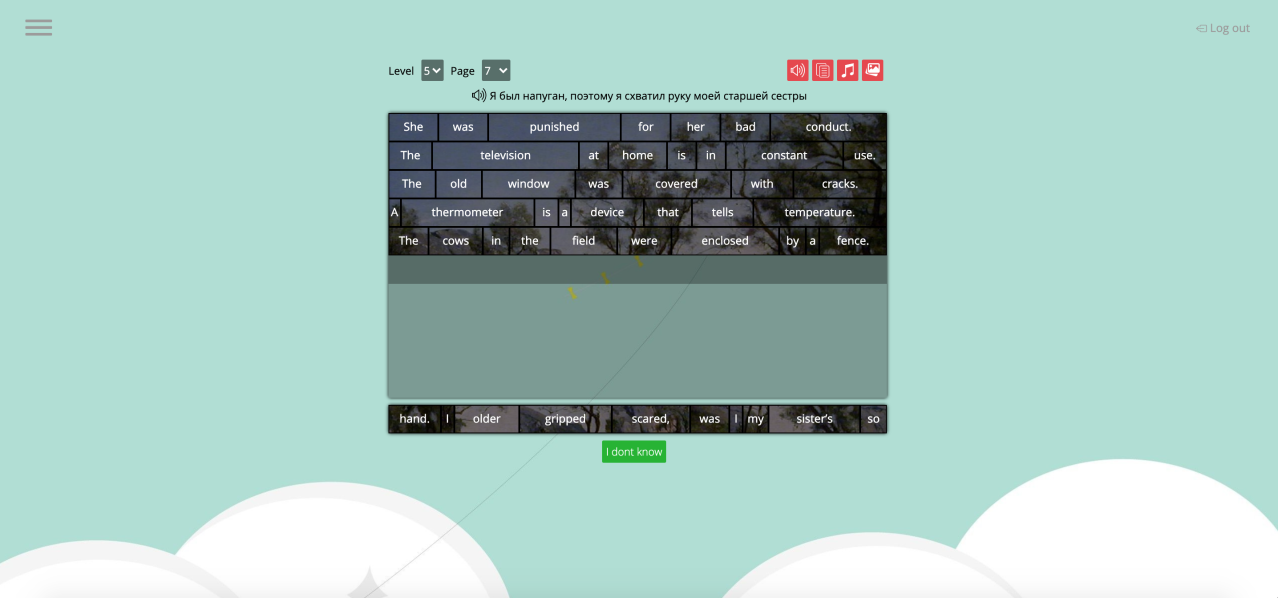 Log out
Level 5 Page 7
Я был напуган, поэтому я схватил руку моей старшей сестры
She was punished for her bad conduct.
The television at home is in constant use.
The old window was covered with cracks.
A thermometer is a device that tells temperature.
The cows in the field were enclosed by a fence.
hand. I older gripped scared, was I my sister's so
I dont know